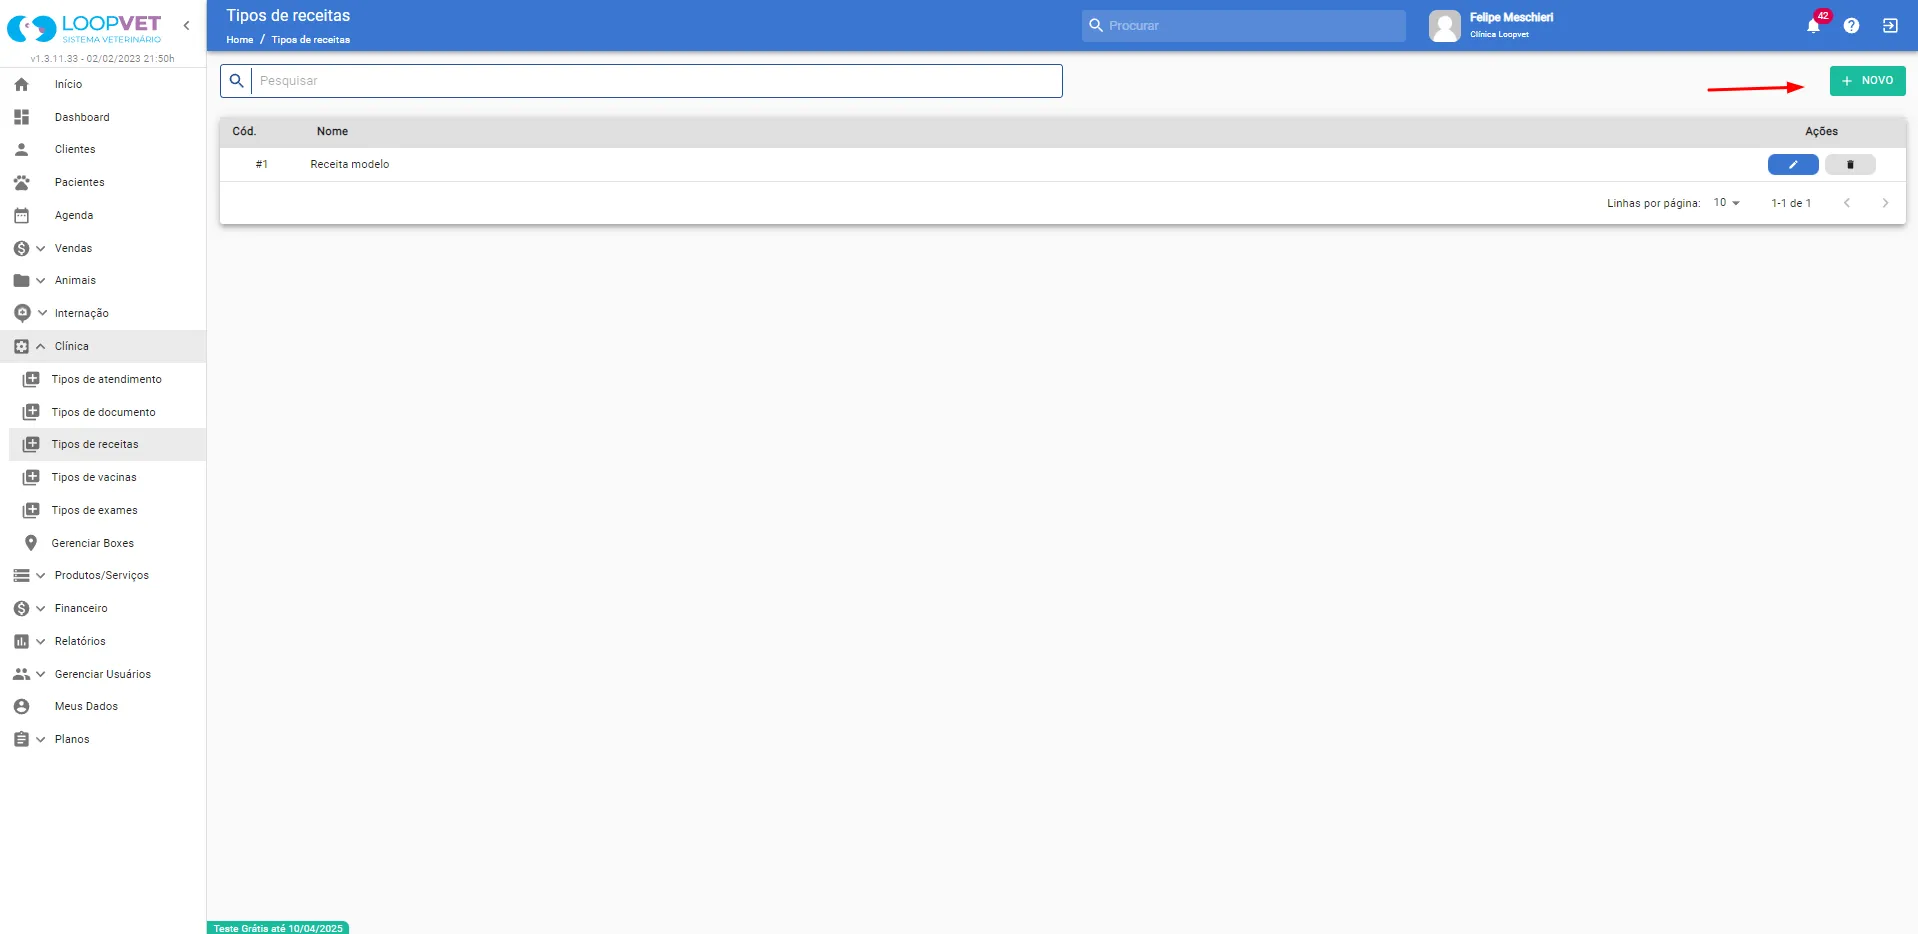 LOOPVET
SISTEMA VETERINÁRIO
v1.3.11.33 - 02/02/2023 21:50h
Início
Dashboard
Clientes
Pacientes
Agenda
Vendas
Animais
Internação
Clínica
Tipos de atendimento
Tipos de documento
Tipos de receitas
Tipos de vacinas
Tipos de exames
Gerenciar Boxes
Produtos/Serviços
Financeiro
Relatórios
Gerenciar Usuários
Meus Dados
Planos
Tipos de receitas
Home / Tipos de receitas
Procurar
Felipe Meschieri
Clínica Loopvet
42
Pesquisar
+ NOVO
Cód. Nome Ações
#1 Receita modelo
Linhas por página: 10 1-1 de 1
Teste Grátis até 10/04/2025